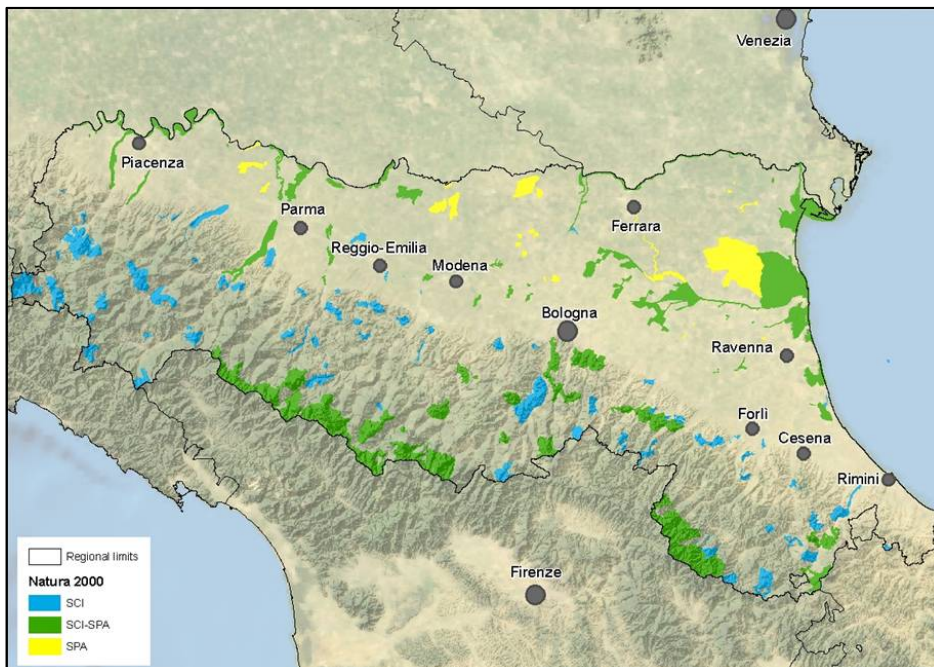 Venezia
Piacenza
Parma
Ferrara
Reggio-Emilia
Modena
Bologna
Ravenna
Forlì
Cesena
Rimini
Firenze
Regional limits
Natura 2000
SCI
SCI-SPA
SPA